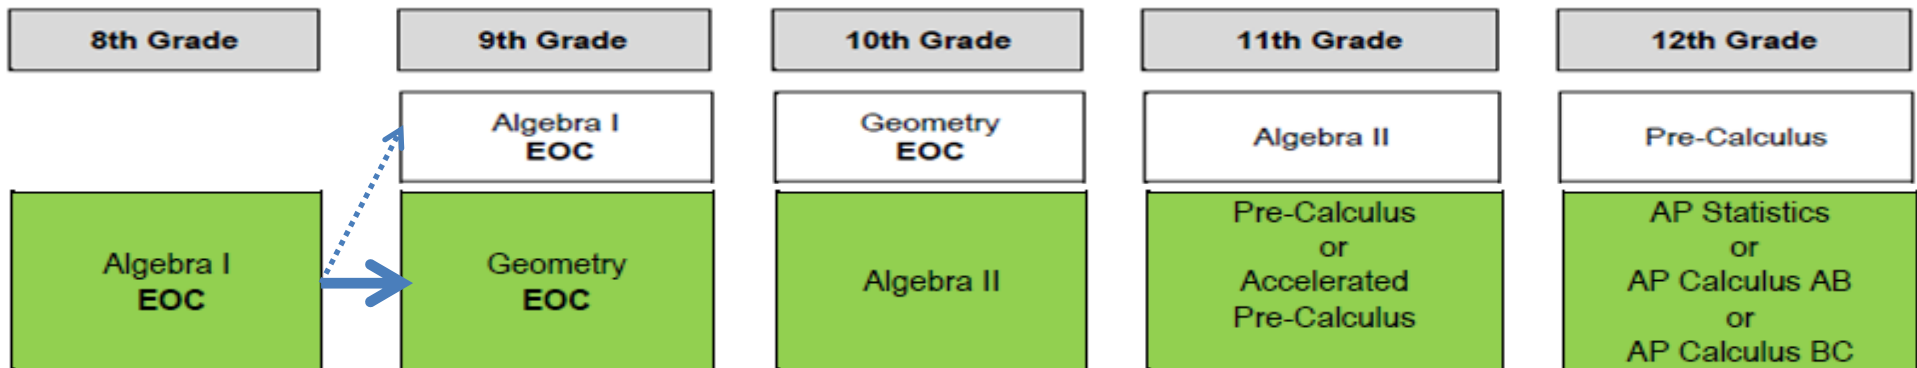 8th Grade
9th Grade
10th Grade
11th Grade
12th Grade
Algebra I
EOC
Geometry
EOC
Algebra II
Pre-Calculus
Algebra I
EOC
Geometry
EOC
Algebra II
Pre-Calculus
or
Accelerated
Pre-Calculus
AP Statistics
or
AP Calculus AB
or
AP Calculus BC